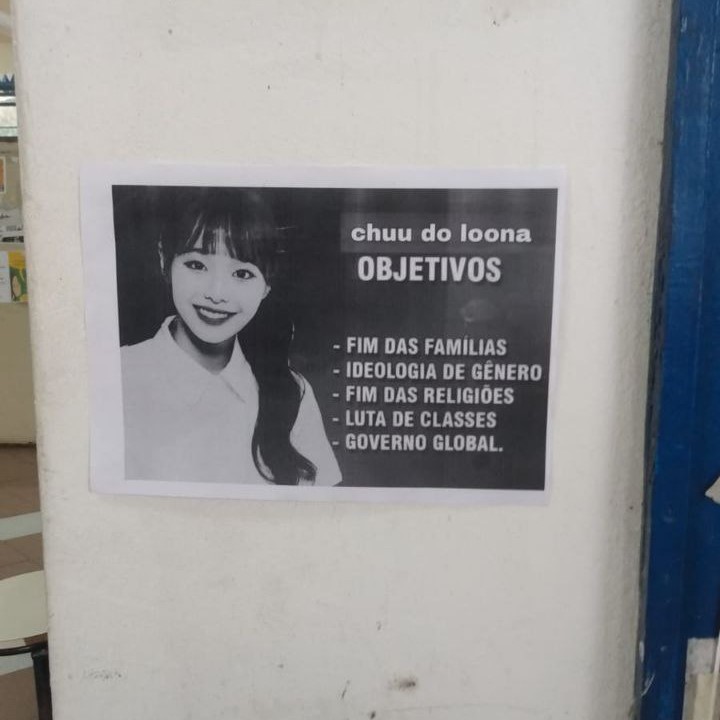 chuu do loona
OBJETIVOS
- FIM DAS FAMÍLIAS
- IDEOLOGIA DE GÊNERO
- FIM DAS RELIGIÕES
- LUTA DE CLASSES
- GOVERNO GLOBAL.